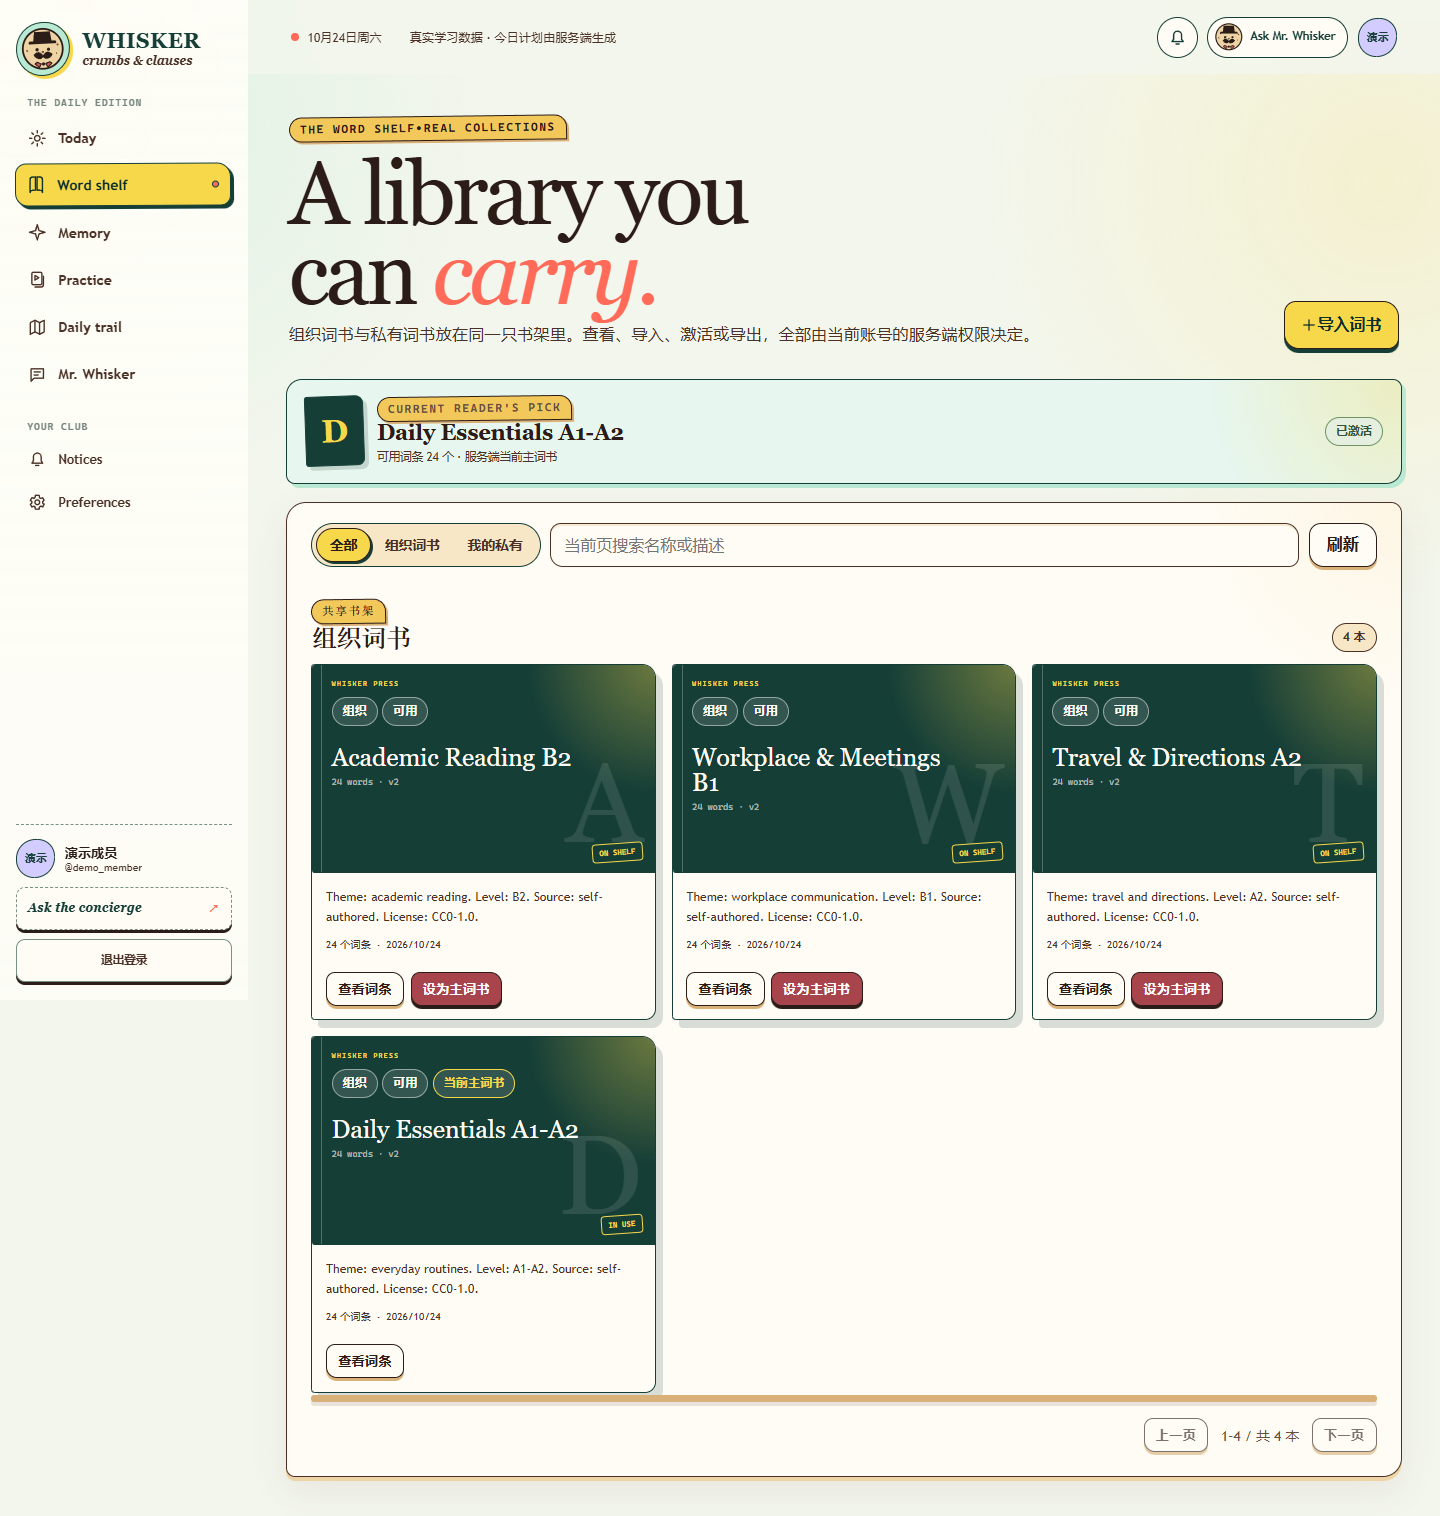 WHISKER
crumbs & clauses
THE DAILY EDITION
Today
Word shelf
Memory
Practice
Daily trail
Mr. Whisker
YOUR CLUB
Notices
Preferences
演示
演示成员
@demo_member
Ask the concierge ↗
退出登录
10月24日周六
真实学习数据 · 今日计划由服务端生成
Ask Mr. Whisker
演示
THE WORD SHELF•REAL COLLECTIONS
A library you
can carry.
组织词书与私有词书放在同一只书架里。查看、导入、激活或导出，全部由当前账号的服务端权限决定。
＋导入词书
D
CURRENT READER'S PICK
Daily Essentials A1-A2
可用词条 24 个 · 服务端当前主词书
已激活
全部
组织词书
我的私有
当前页搜索名称或描述
刷新
共享书架
组织词书
4 本
WHISKER PRESS
组织
可用
Academic Reading B2
24 words · v2
A
ON SHELF
Theme: academic reading. Level: B2. Source: self-
authored. License: CC0-1.0.
24 个词条 · 2026/10/24
查看词条
设为主词书
WHISKER PRESS
组织
可用
Workplace & Meetings
B1
24 words · v2
W
ON SHELF
Theme: workplace communication. Level: B1. Source:
self-authored. License: CC0-1.0.
24 个词条 · 2026/10/24
查看词条
设为主词书
WHISKER PRESS
组织
可用
Travel & Directions A2
24 words · v2
T
ON SHELF
Theme: travel and directions. Level: A2. Source: self-
authored. License: CC0-1.0.
24 个词条 · 2026/10/24
查看词条
设为主词书
WHISKER PRESS
组织
可用
当前主词书
Daily Essentials A1-A2
24 words · v2
D
IN USE
Theme: everyday routines. Level: A1-A2. Source: self-
authored. License: CC0-1.0.
24 个词条 · 2026/10/24
查看词条
上一页
1-4 / 共 4 本
下一页